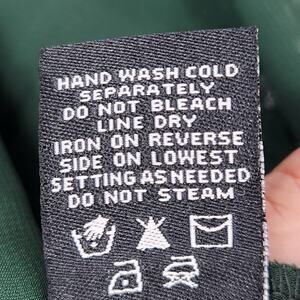 HAND WASH COLD
SEPARATELY
DO NOT BLEACH
LINE DRY
IRON ON REVERSE
SIDE ON LOWEST
SETTING AS NEEDED
DO NOT STEAM